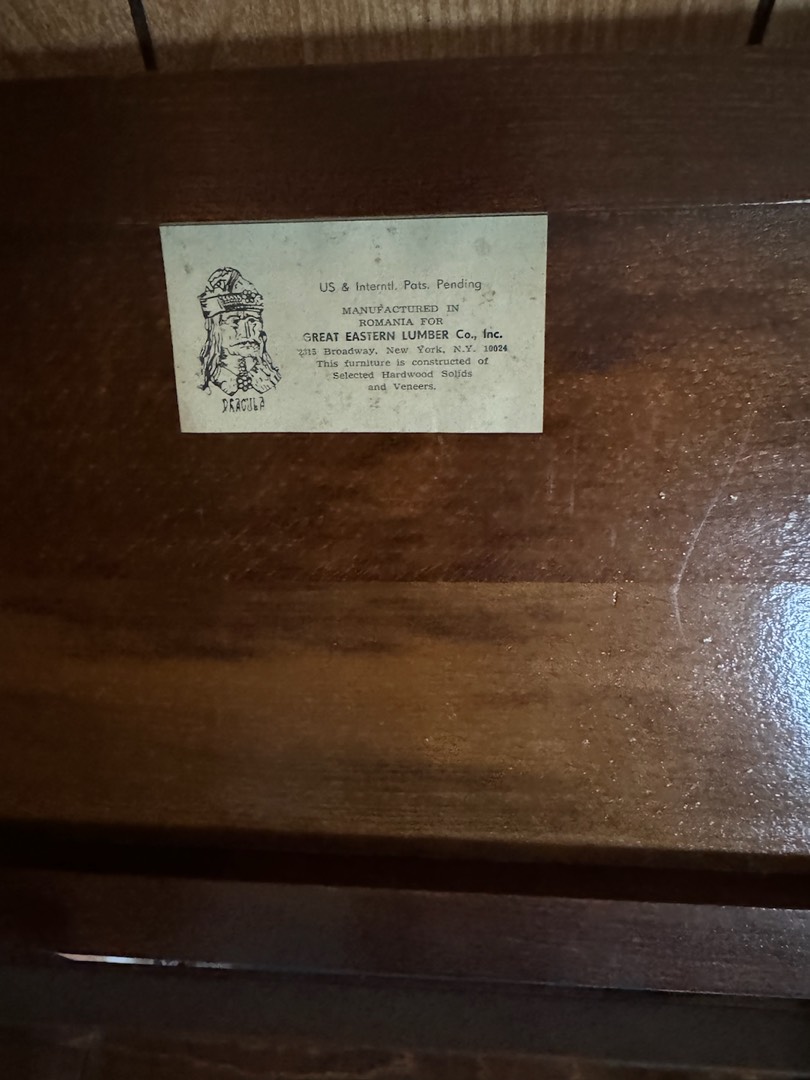 US & Interntl. Pats. Pending
MANUFACTURED IN
ROMANIA FOR
GREAT EASTERN LUMBER Co., Inc.
2315 Broadway, New York, N.Y. 10024
This furniture is constructed of
Selected Hardwood Solids
and Veneers.
DRACULA